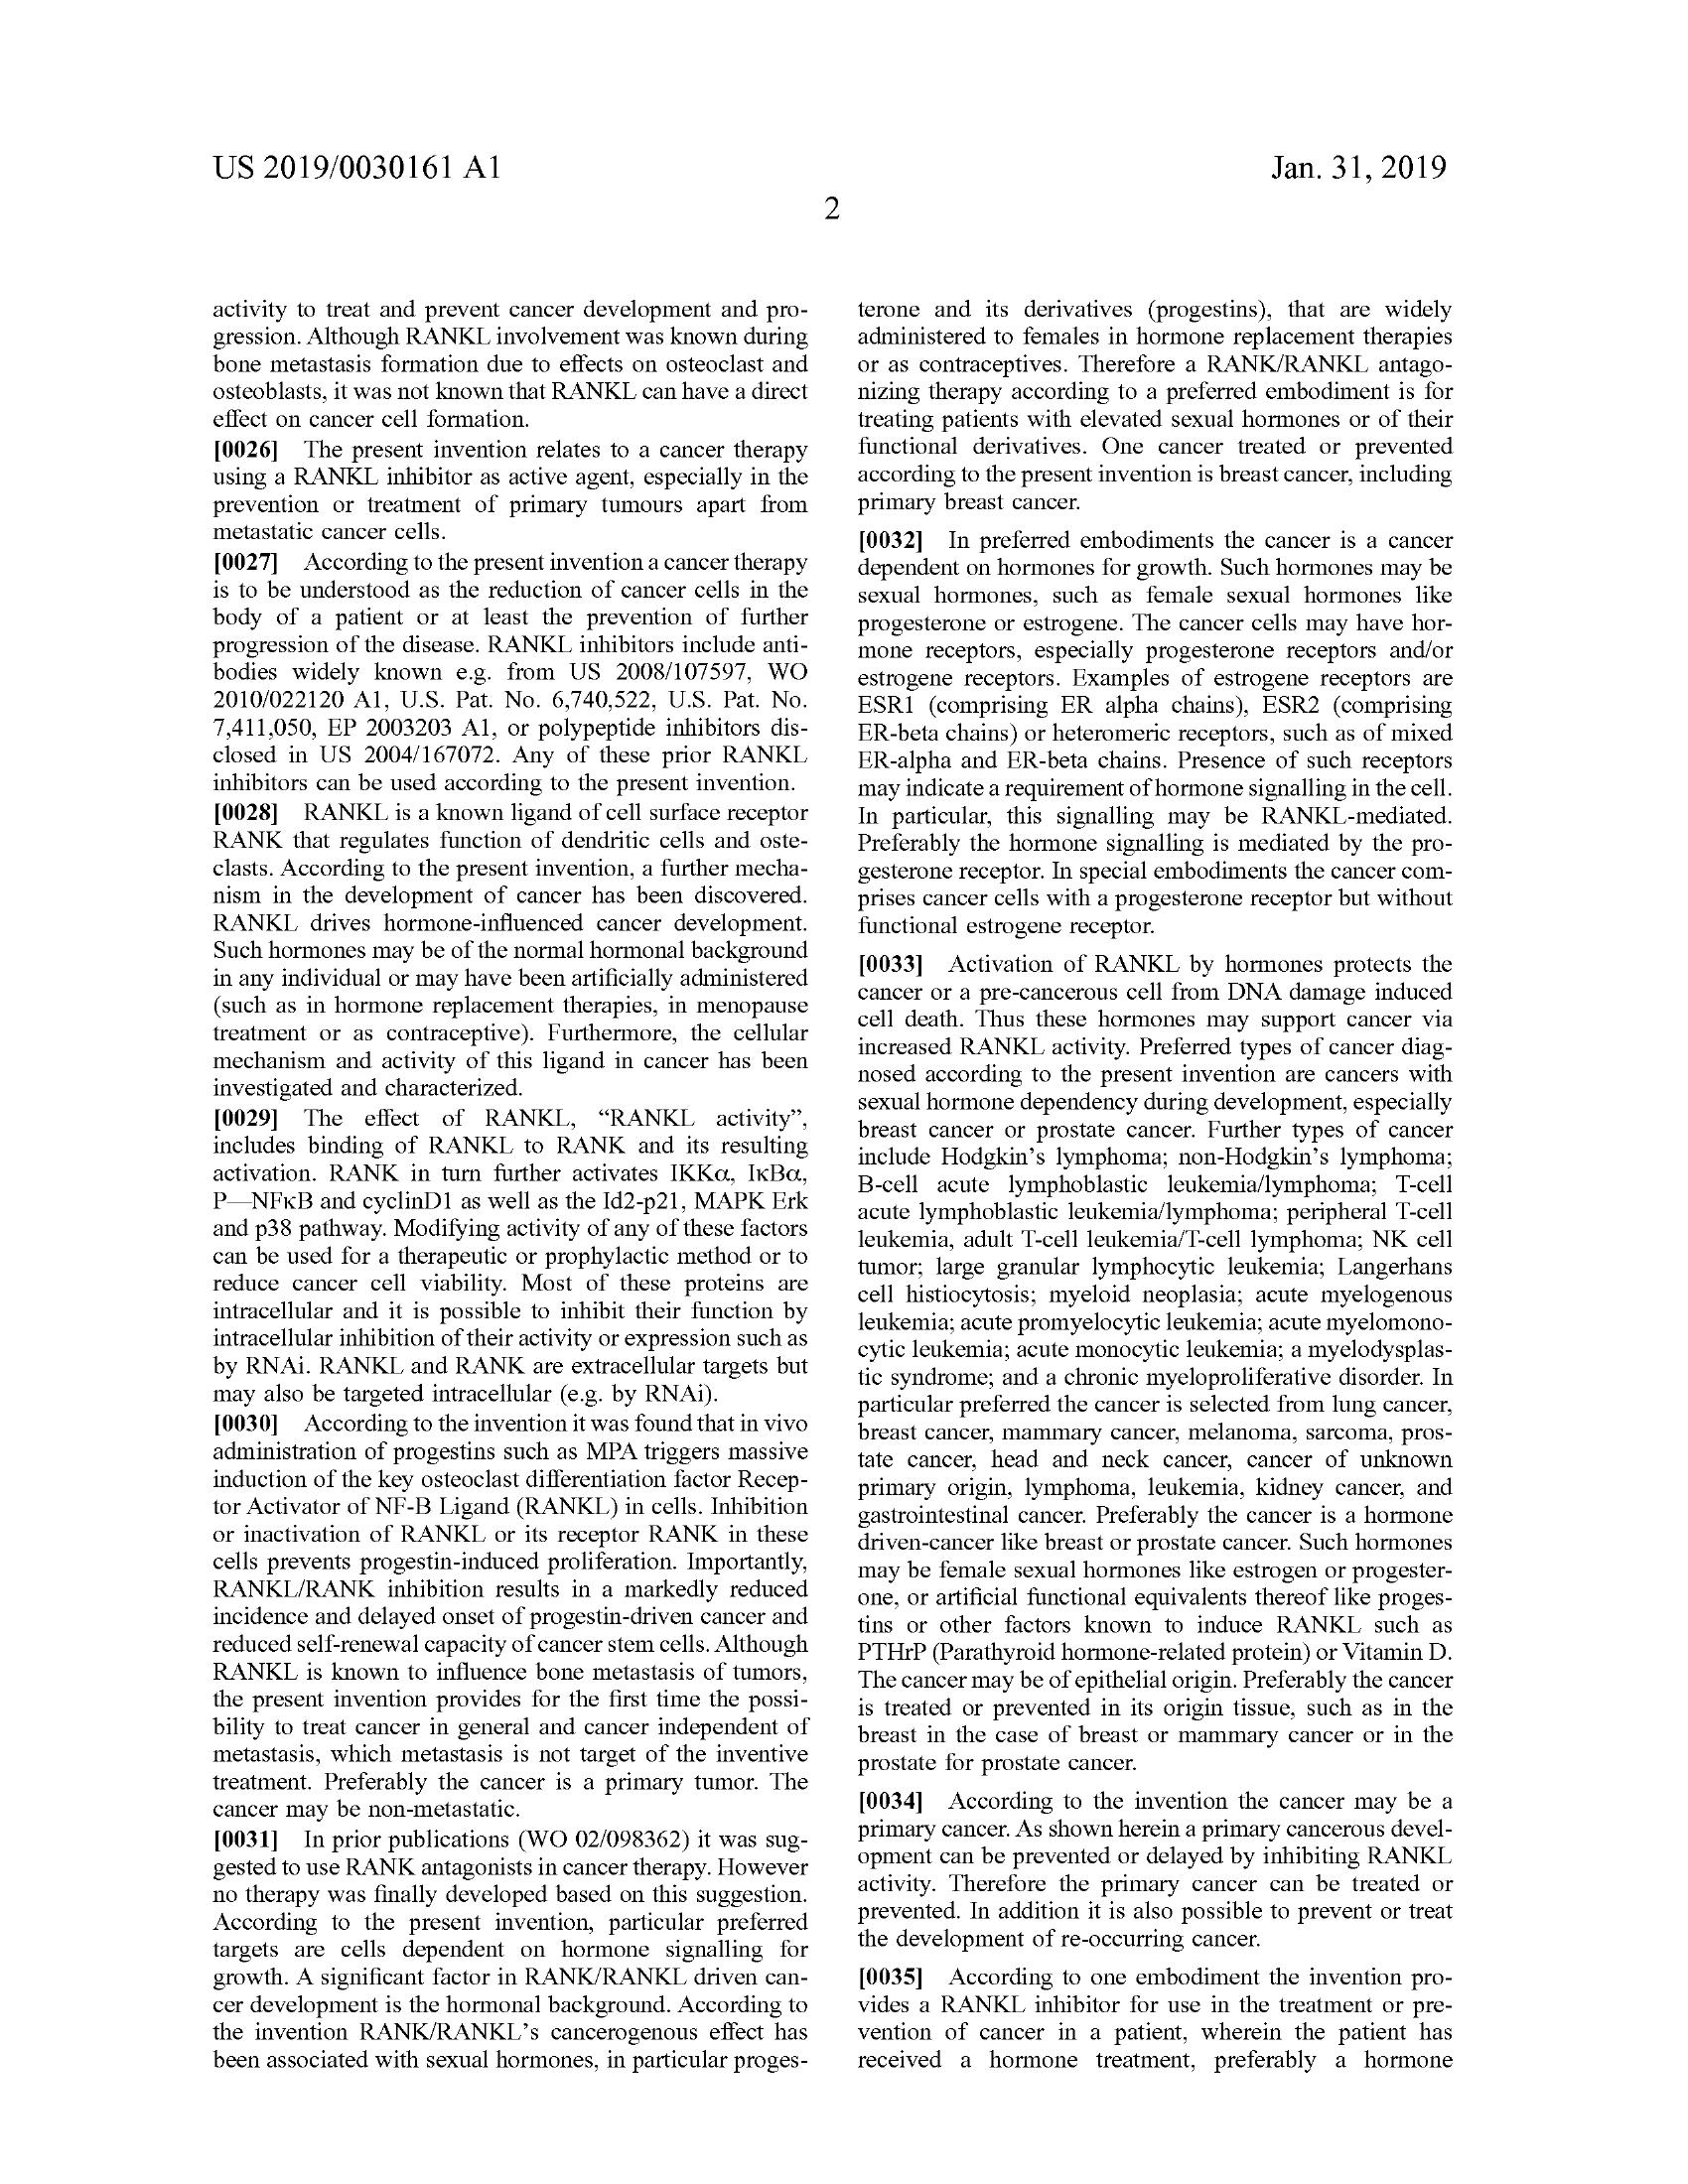 US 2019/0030161 A1
Jan. 31, 2019
2
activity to treat and prevent cancer development and pro-
gression. Although RANKL involvement was known during
bone metastasis formation due to effects on osteoclast and
osteoblasts, it was not known that RANKL can have a direct
effect on cancer cell formation.
[0026] The present invention relates to a cancer therapy
using a RANKL inhibitor as active agent, especially in the
prevention or treatment of primary tumours apart from
metastatic cancer cells.
[0027] According to the present invention a cancer therapy
is to be understood as the reduction of cancer cells in the
body of a patient or at least the prevention of further
progression of the disease. RANKL inhibitors include anti-
bodies widely known e.g. from US 2008/107597, WO
2010/022120 A1, U.S. Pat. No. 6,740,522, U.S. Pat. No.
7,411,050, EP 2003203 A1, or polypeptide inhibitors dis-
closed in US 2004/167072. Any of these prior RANKL
inhibitors can be used according to the present invention.
[0028] RANKL is a known ligand of cell surface receptor
RANK that regulates function of dendritic cells and oste-
clasts. According to the present invention, a further mecha-
nism in the development of cancer has been discovered.
RANKL drives hormone-influenced cancer development.
Such hormones may be of the normal hormonal background
in any individual or may have been artificially administered
(such as in hormone replacement therapies, in menopause
treatment or as contraceptive). Furthermore, the cellular
mechanism and activity of this ligand in cancer has been
investigated and characterized.
[0029] The effect of RANKL, “RANKL activity”,
includes binding of RANKL to RANK and its resulting
activation. RANK in turn further activates IKKα, IκBα,
P—NFκB and cyclinD1 as well as the Id2-p21, MAPK Erk
and p38 pathway. Modifying activity of any of these factors
can be used for a therapeutic or prophylactic method or to
reduce cancer cell viability. Most of these proteins are
intracellular and it is possible to inhibit their function by
intracellular inhibition of their activity or expression such as
by RNAi. RANKL and RANK are extracellular targets but
may also be targeted intracellular (e.g. by RNAi).
[0030] According to the invention it was found that in vivo
administration of progestins such as MPA triggers massive
induction of the key osteoclast differentiation factor Recep-
tor Activator of NF-B Ligand (RANKL) in cells. Inhibition
or inactivation of RANKL or its receptor RANK in these
cells prevents progestin-induced proliferation. Importantly,
RANKL/RANK inhibition results in a markedly reduced
incidence and delayed onset of progestin-driven cancer and
reduced self-renewal capacity of cancer stem cells. Although
RANKL is known to influence bone metastasis of tumors,
the present invention provides for the first time the possi-
bility to treat cancer in general and cancer independent of
metastasis, which metastasis is not target of the inventive
treatment. Preferably the cancer is a primary tumor. The
cancer may be non-metastatic.
[0031] In prior publications (WO 02/098362) it was sug-
gested to use RANK antagonists in cancer therapy. However
no therapy was finally developed based on this suggestion.
According to the present invention, particular preferred
targets are cells dependent on hormone signalling for
growth. A significant factor in RANK/RANKL driven can-
cer development is the hormonal background. According to
the invention RANK/RANKL’s cancerogenous effect has
been associated with sexual hormones, in particular proges-
terone and its derivatives (progestins), that are widely
administered to females in hormone replacement therapies
or as contraceptives. Therefore a RANK/RANKL antago-
nizing therapy according to a preferred embodiment is for
treating patients with elevated sexual hormones or of their
functional derivatives. One cancer treated or prevented
according to the present invention is breast cancer, including
primary breast cancer.
[0032] In preferred embodiments the cancer is a cancer
dependent on hormones for growth. Such hormones may be
sexual hormones, such as female sexual hormones like
progesterone or estrogene. The cancer cells may have hor-
mone receptors, especially progesterone receptors and/or
estrogene receptors. Examples of estrogene receptors are
ESR1 (comprising ER alpha chains), ESR2 (comprising
ER-beta chains) or heteromeric receptors, such as of mixed
ER-alpha and ER-beta chains. Presence of such receptors
may indicate a requirement of hormone signalling in the cell.
In particular, this signalling may be RANKL-mediated.
Preferably the hormone signalling is mediated by the pro-
gesterone receptor. In special embodiments the cancer com-
prises cancer cells with a progesterone receptor but without
functional estrogene receptor.
[0033] Activation of RANKL by hormones protects the
cancer or a pre-cancerous cell from DNA damage induced
cell death. Thus these hormones may support cancer via
increased RANKL activity. Preferred types of cancer diag-
nosed according to the present invention are cancers with
sexual hormone dependency during development, especially
breast cancer or prostate cancer. Further types of cancer
include Hodgkin’s lymphoma; non-Hodgkin’s lymphoma;
B-cell acute lymphoblastic leukemia/lymphoma; T-cell
acute lymphoblastic leukemia/lymphoma; peripheral T-cell
leukemia, adult T-cell leukemia/T-cell lymphoma; NK cell
tumor; large granular lymphocytic leukemia; Langerhans
cell histiocytosis; myeloid neoplasia; acute myelogenous
leukemia; acute promyelocytic leukemia; acute myelomono-
cytic leukemia; acute monocytic leukemia; a myelodysplas-
tic syndrome; and a chronic myeloproliferative disorder. In
particular preferred the cancer is selected from lung cancer,
breast cancer, mammary cancer, melanoma, sarcoma, pros-
tate cancer, head and neck cancer, cancer of unknown
primary origin, lymphoma, leukemia, kidney cancer, and
gastrointestinal cancer. Preferably the cancer is a hormone
driven-cancer like breast or prostate cancer. Such hormones
may be female sexual hormones like estrogen or progester-
one, or artificial functional equivalents thereof like proges-
tins or other factors known to induce RANKL such as
PTHrP (Parathyroid hormone-related protein) or Vitamin D.
The cancer may be of epithelial origin. Preferably the cancer
is treated or prevented in its origin tissue, such as in the
breast in the case of breast or mammary cancer or in the
prostate for prostate cancer.
[0034] According to the invention the cancer may be a
primary cancer. As shown herein a primary cancerous devel-
opment can be prevented or delayed by inhibiting RANKL
activity. Therefore the primary cancer can be treated or
prevented. In addition it is also possible to prevent or treat
the development of re-occurring cancer.
[0035] According to one embodiment the invention pro-
vides a RANKL inhibitor for use in the treatment or pre-
vention of cancer in a patient, wherein the patient has
received a hormone treatment, preferably a hormone